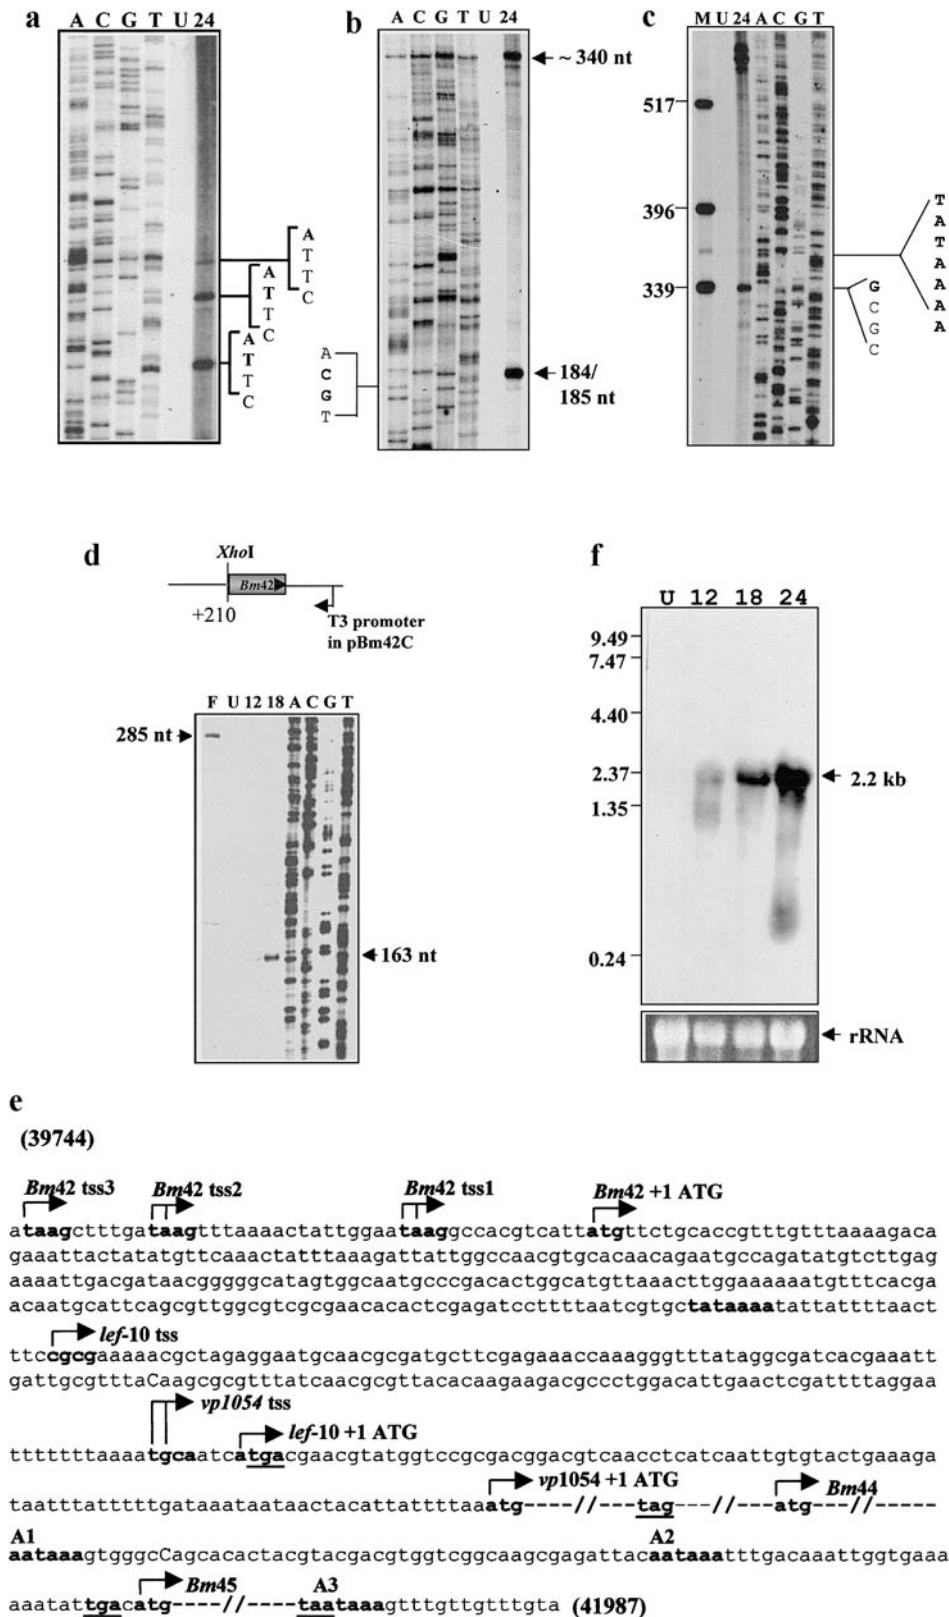 a
A C G T U 24
A
T
T
C
A
T
T
C
A
T
T
C
b
A C G T U 24
~ 340 nt
184/
185 nt
A
C
G
T
c
M U 24 A C G T
517
396
339
T
A
T
A
A
A
A
G
C
G
C
d
XhoI
Bm42
+210
T3 promoter
in pBm42C
F U 12 18 A C G T
285 nt
163 nt
f
U 12 18 24
9.49
7.47
4.40
2.37
1.35
0.24
2.2 kb
rRNA
e
(39744)
Bm42 tss3 Bm42 tss2 Bm42 tss1 Bm42 +1 ATG
ataagctttgataagtttaaaactattggaataaggccacgtcattatgttctgcaccgtttgtttaaaagaca
gaaattactatatgttcaaactatttaaagattattggccaacgttgcacaacagaatgccagatatgtcttgag
aaaattgacgataacgggggcatagtggcaatgcccgacactggcatgttaaacttggaaaaaatgtttcacga
acaatgcattcagcgttggcgtcgcgaacacactcgagatccttttaatcgtgctataaaatattattttaact
lef-10 tss
ttccgcgaaaaacgctagaggaatgcaacgcgatgcttcgagaaaccaaagggtttataggcgatcacgaaatt
gattgcgtttaCaagcgcgtttatcaacgcgttacacaagaagacgccctggacattgaactcgattttaggaa
vp1054 tss
lef-10 +1 ATG
tttttttaaaatgcaatcaatgacgaacgtatggtccgcgacggacgtcaacctcatcaattgtgtactgaaaga
vp1054 +1 ATG Bm44
taatttatttttgataaataataactacattattttaaatg----//---tag----//---atg---//----
A1 A2
aataaagtgggcCagcacactacgtacgacgtggtcggcaagcgagattacaataaatttgacaaattggtgaaa
Bm45 A3
aaatattgacatg----//----taataaagtttgttgtttgta (41987)